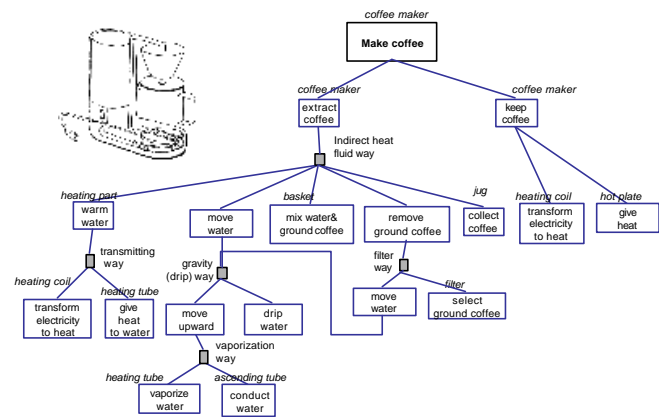 coffee maker
Make coffee
coffee maker
extract
coffee
coffee maker
keep
coffee
Indirect heat
fluid way
heating part
warm
water
move
water
basket
mix water&
ground coffee
remove
ground coffee
jug
collect
coffee
heating coil
transform
electricity
to heat
hot plate
give
heat
transmitting
way
gravity
(drip) way
filter
way
heating coil
transform
electricity
to heat
heating tube
give
heat
to water
move
upward
drip
water
move
water
filter
select
ground coffee
vaporization
way
heating tube
vaporize
water
ascending tube
conduct
water